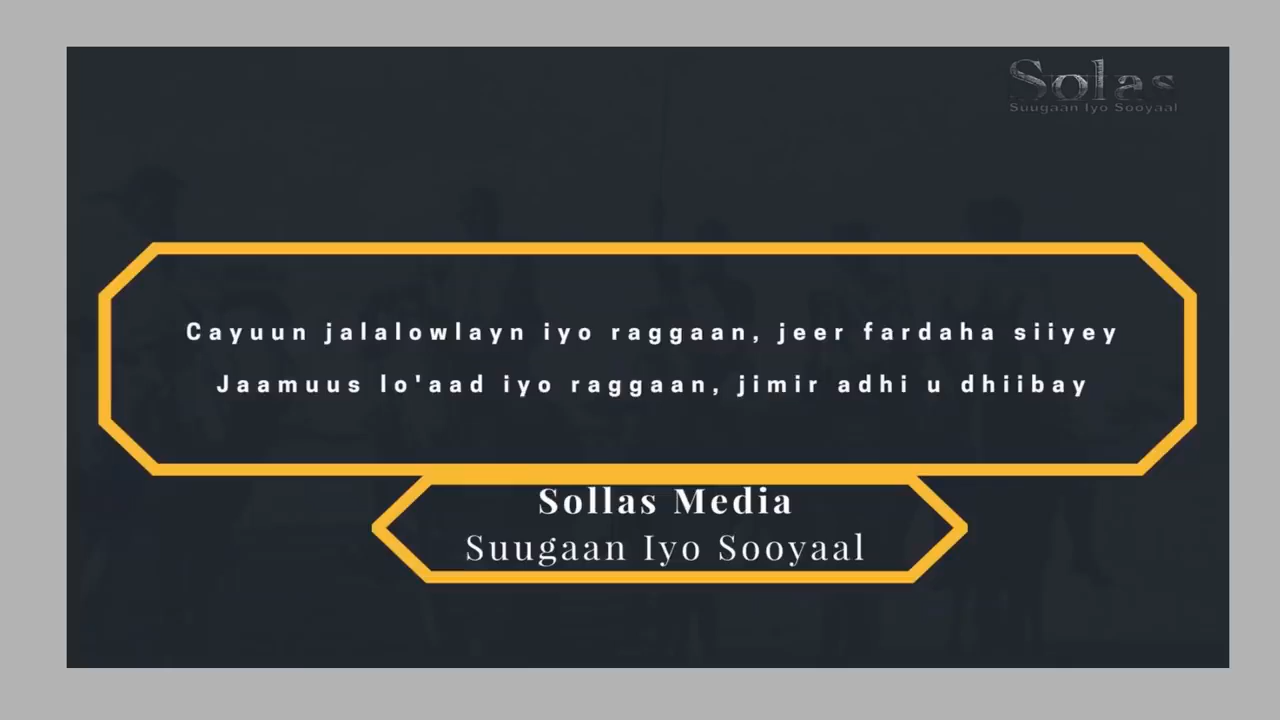 Solas
Suugaan Iyo Sooyaal
Cayuun jalalowlayn iyo raggaan, jeer fardaha siiyey
Jaamuus lo'aad iyo raggaan, jimir adhi u dhiibay
Sollas Media
Suugaan Iyo Sooyaal